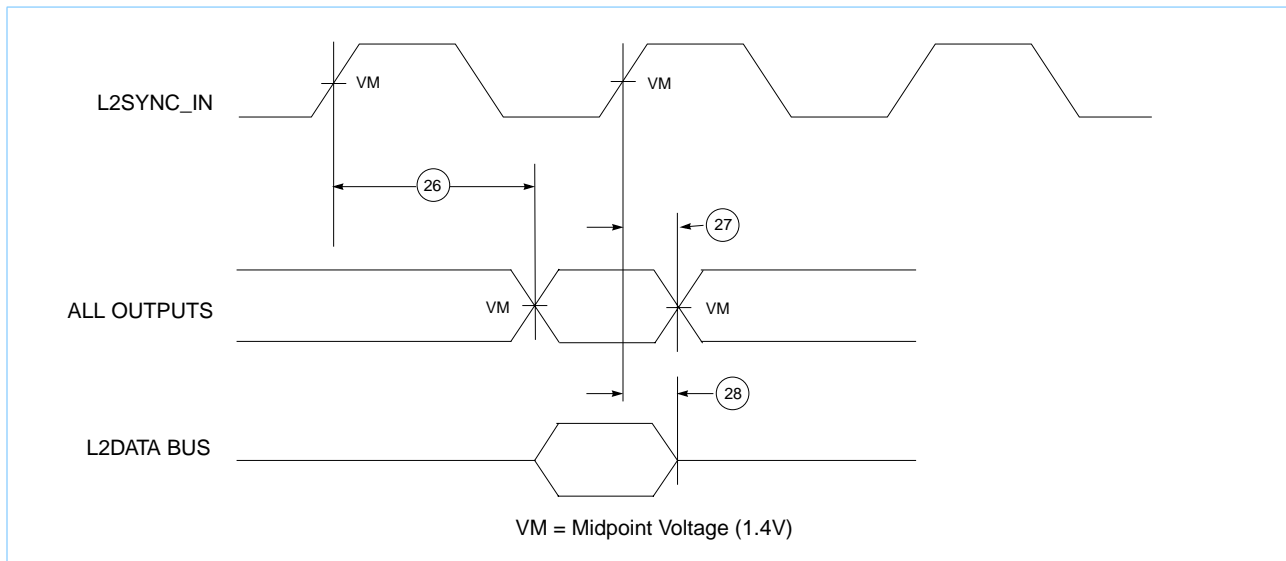 VM
VM
L2SYNC_IN
26
27
VM
VM
ALL OUTPUTS
28
L2DATA BUS
VM = Midpoint Voltage (1.4V)